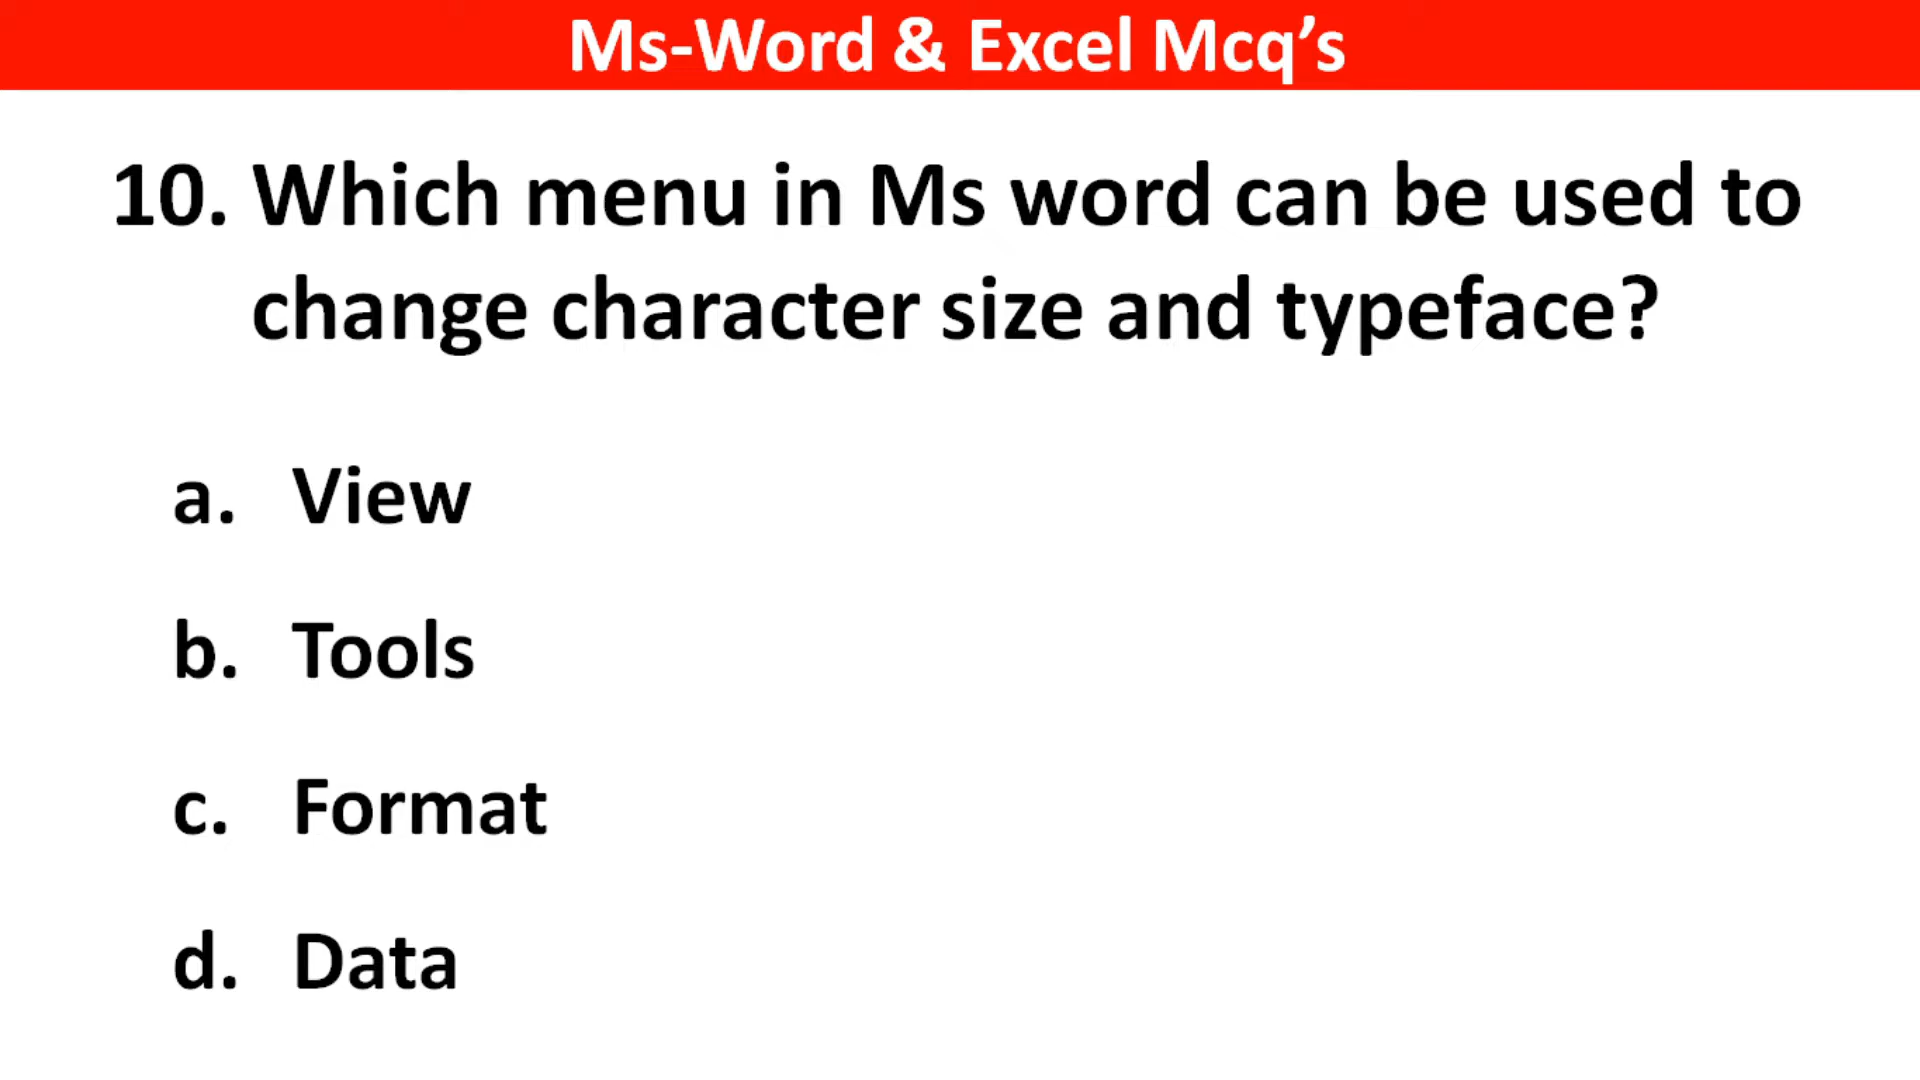 Ms-Word & Excel Mcq’s
10. Which menu in Ms word can be used to
change character size and typeface?
a. View
b. Tools
c. Format
d. Data